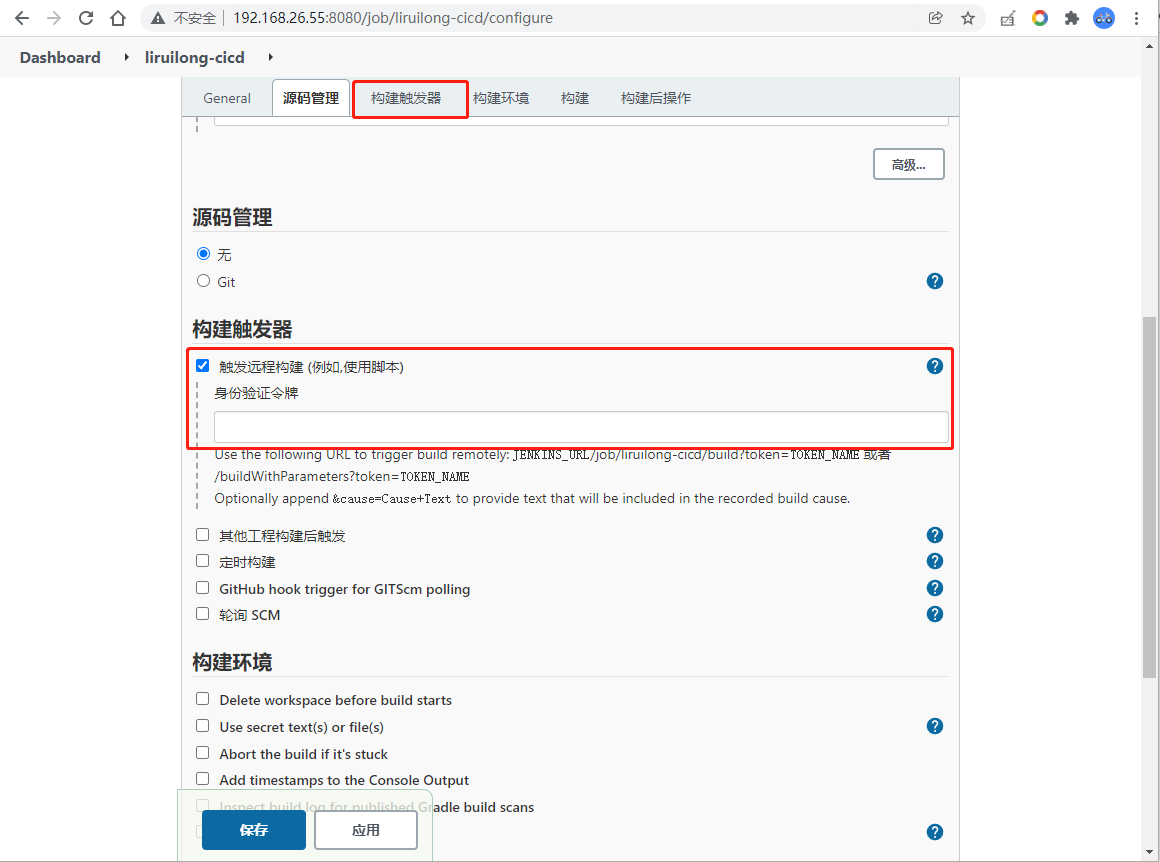 不安全 192.168.26.55:8080/job/liruilong-cicd/configure
Dashboard liruilong-cicd
General 源码管理 构建触发器 构建环境 构建 构建后操作
高级...
源码管理
无
Git
构建触发器
触发远程构建 (例如,使用脚本)
身份验证令牌
Use the following URL to trigger build remotely: JENKINS_URL/job/liruilong-cicd/build?token=TOKEN_NAME 或者
/buildWithParameters?token=TOKEN_NAME
Optionally append &cause=Cause+Text to provide text that will be included in the recorded build cause.
其他工程构建后触发
定时构建
GitHub hook trigger for GITScm polling
轮询 SCM
构建环境
Delete workspace before build starts
Use secret text(s) or file(s)
Abort the build if it's stuck
Add timestamps to the Console Output
Inspect build log for published Gradle build scans
保存 应用